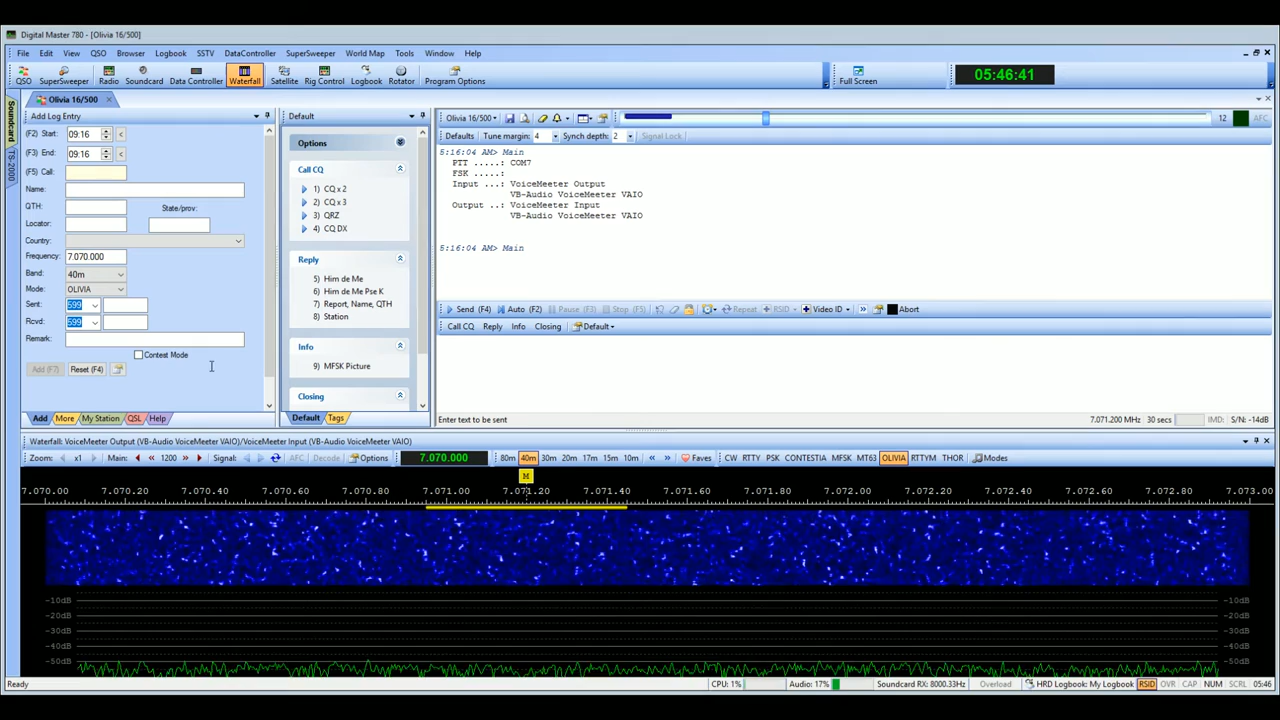 Digital Master 780 - [Olivia 16/500]
File Edit View QSO Browser Logbook SSTV DataController SuperSweeper World Map Tools Window Help
QSO SuperSweeper Radio Soundcard Data Controller Waterfall Satellite Rig Control Logbook Rotator Program Options Full Screen 05:46:41
Olivia 16/500
Soundcard
TS-2000
Add Log Entry
(F2) Start: 09:16 <
(F3) End: 09:16 <
(F5) Call:
Name:
QTH: State/prov:
Locator:
Country:
Frequency: 7.070.000
Band: 40m
Mode: OLIVIA
Sent: 599
Rcvd: 599
Remark:
Contest Mode
Add (F7) Reset (F4)
Add More My Station QSL Help
Default
Options
Call CQ
1) CQ x 2
2) CQ x 3
3) QRZ
4) CQ DX
Reply
5) Him de Me
6) Him de Me Pse K
7) Report, Name, QTH
8) Station
Info
9) MFSK Picture
Closing
Default Tags
Olivia 16/500 12 AFC
Defaults Tune margin: 4 Synch depth: 2 Signal Lock
5:16:04 AM> Main
PTT .....: COM7
FSK .....:
Input ...: VoiceMeeter Output
VB-Audio VoiceMeeter VAIO
Output ..: VoiceMeeter Input
VB-Audio VoiceMeeter VAIO
5:16:04 AM> Main
Send (F4) Auto (F2) Pause (F3) Stop (F5) Repeat RSID Video ID » Abort
Call CQ Reply Info Closing Default
Enter text to be sent 7.071.200 MHz 30 secs IMD: S/N: -14dB
Waterfall: VoiceMeeter Output (VB-Audio VoiceMeeter VAIO)/VoiceMeeter Input (VB-Audio VoiceMeeter VAIO)
Zoom: x1 Main: « 1200 » Signal: AFC Decode Options 7.070.000 80m 40m 30m 20m 17m 15m 10m « » Faves CW RTTY PSK CONTESTIA MFSK MT63 OLIVIA RTTYM THOR Modes
M
7.070.00 7.070.20 7.070.40 7.070.60 7.070.80 7.071.00 7.071.20 7.071.40 7.071.60 7.071.80 7.072.00 7.072.20 7.072.40 7.072.60 7.072.80 7.073.00
-10dB -10dB
-20dB -20dB
-30dB -30dB
-40dB -40dB
-50dB -50dB
Ready CPU: 1% Audio: 17% Soundcard RX: 8000.33Hz Overload HRD Logbook: My Logbook RSID OVR CAP NUM SCRL 05:46